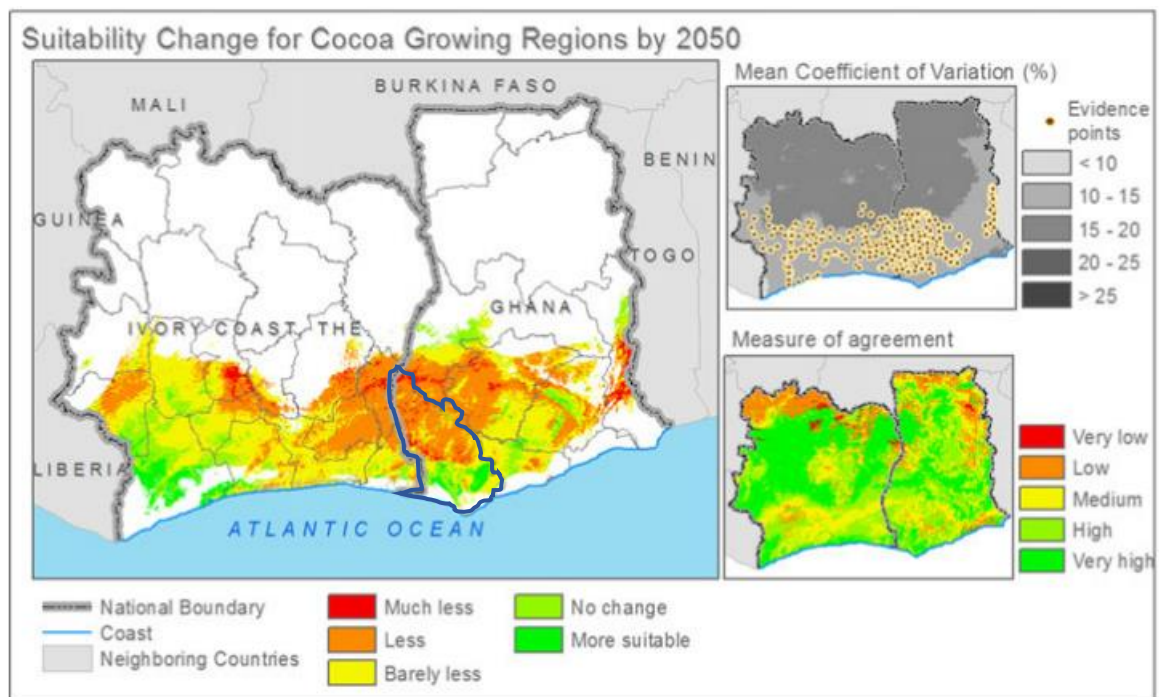 Suitability Change for Cocoa Growing Regions by 2050
MALI
BURKINA FASO
BENIN
GUINEA
TOGO
GHANA
IVORY COAST, THE
LIBERIA
ATLANTIC OCEAN
Mean Coefficient of Variation (%)
Evidence
points
< 10
10 - 15
15 - 20
20 - 25
> 25
Measure of agreement
Very low
Low
Medium
High
Very high
National Boundary
Coast
Neighboring Countries
Much less
Less
Barely less
No change
More suitable